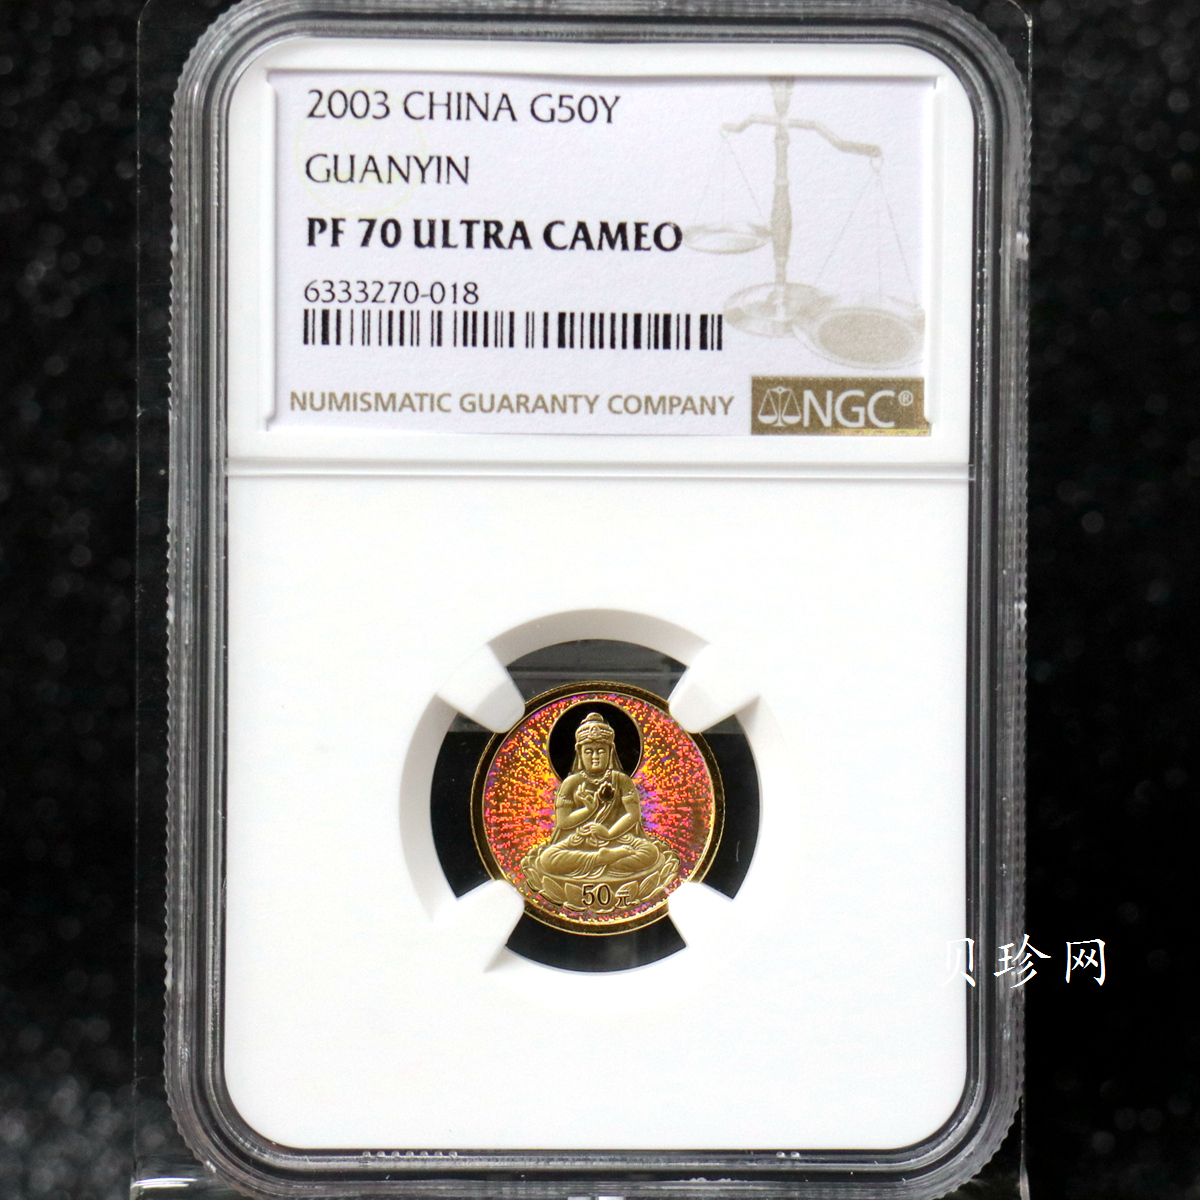 2003 CHINA G50Y
GUANYIN
PF 70 ULTRA CAMEO
6333270-018
NUMISMATIC GUARANTY COMPANY NGC®
50元
贝珍网